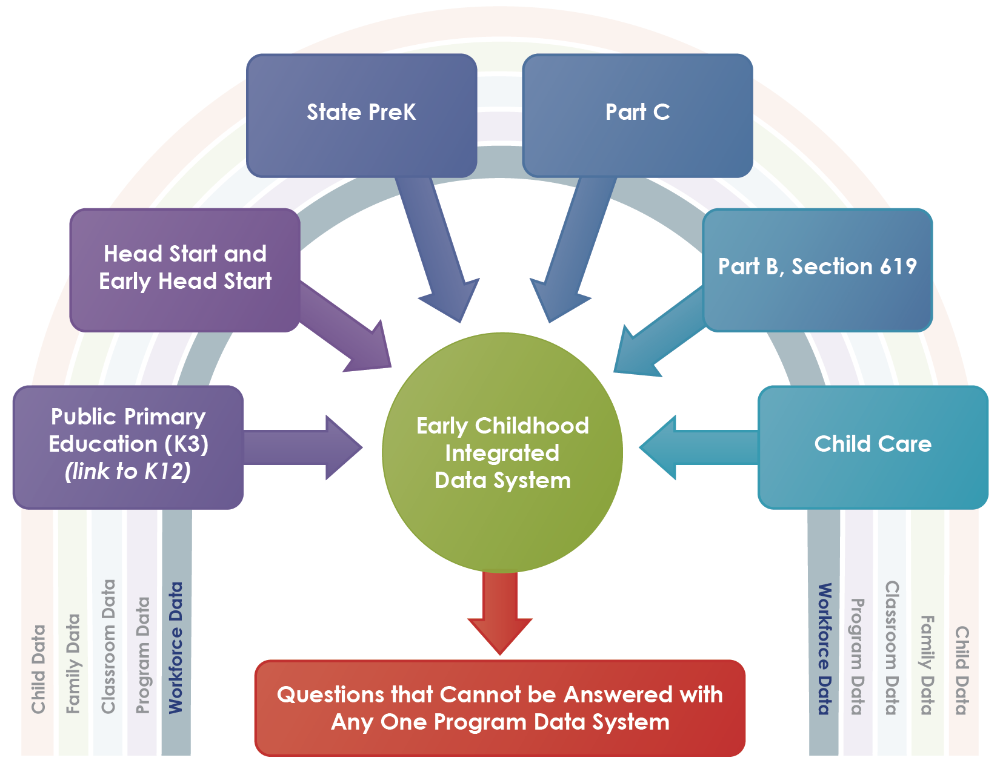 State PreK
Part C
Head Start and
Early Head Start
Part B, Section 619
Public Primary
Education (K3)
(link to K12)
Early Childhood
Integrated
Data System
Child Care
Child Data
Family Data
Classroom Data
Program Data
Workforce Data
Workforce Data
Program Data
Classroom Data
Family Data
Child Data
Questions that Cannot be Answered with
Any One Program Data System